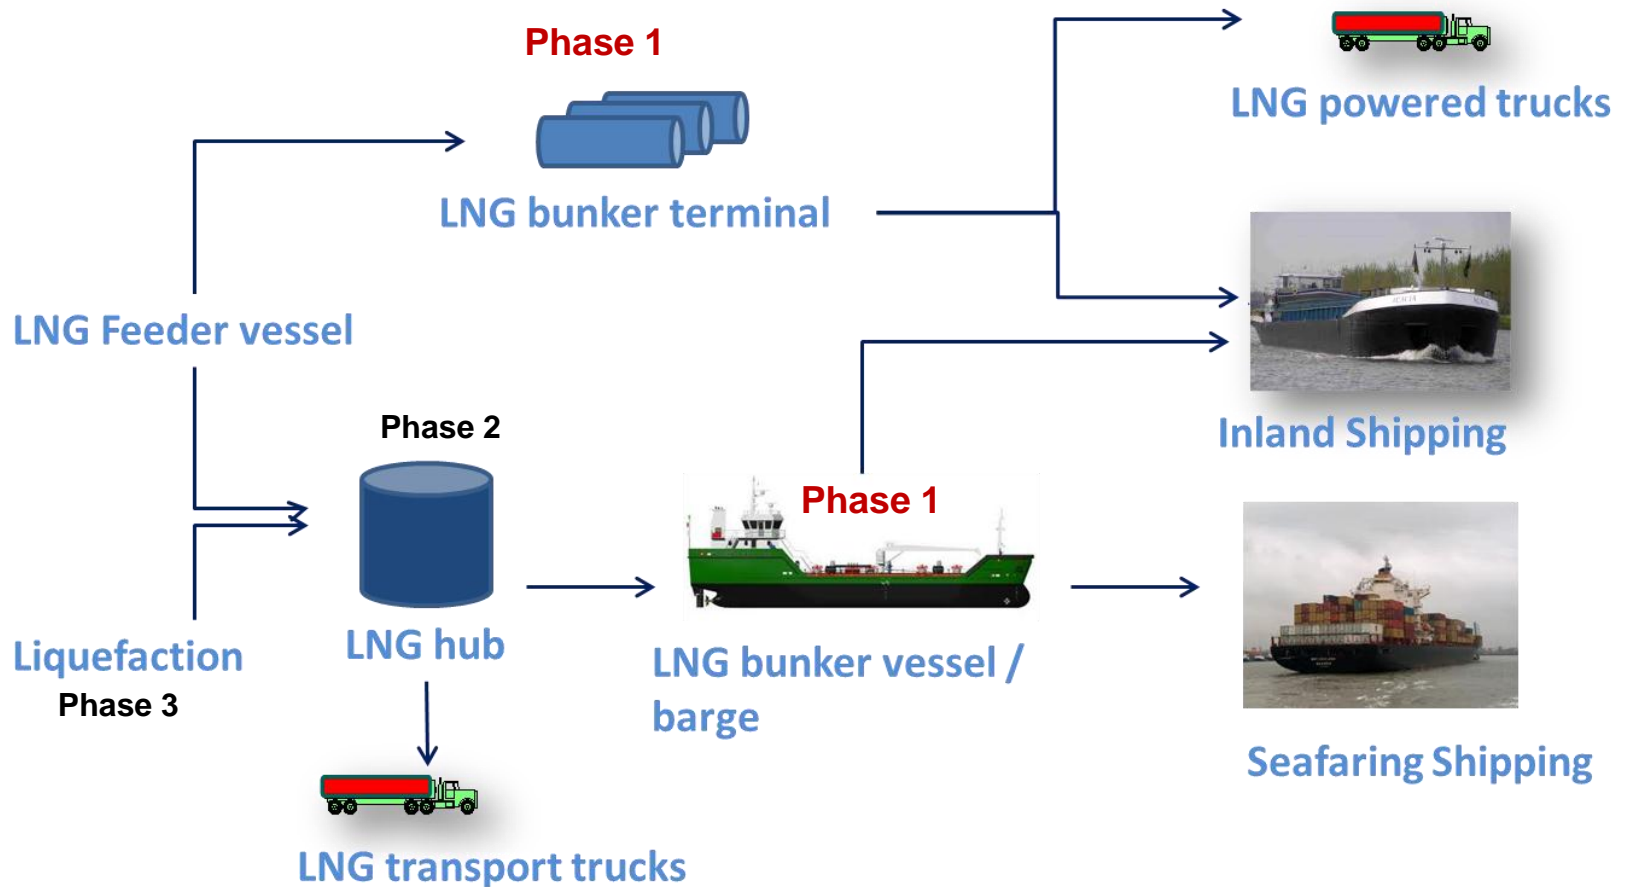 Phase 1
LNG powered trucks
LNG bunker terminal
LNG Feeder vessel
Phase 2
Inland Shipping
Phase 1
LNG hub
Liquefaction
Phase 3
LNG bunker vessel /
barge
Seafaring Shipping
LNG transport trucks